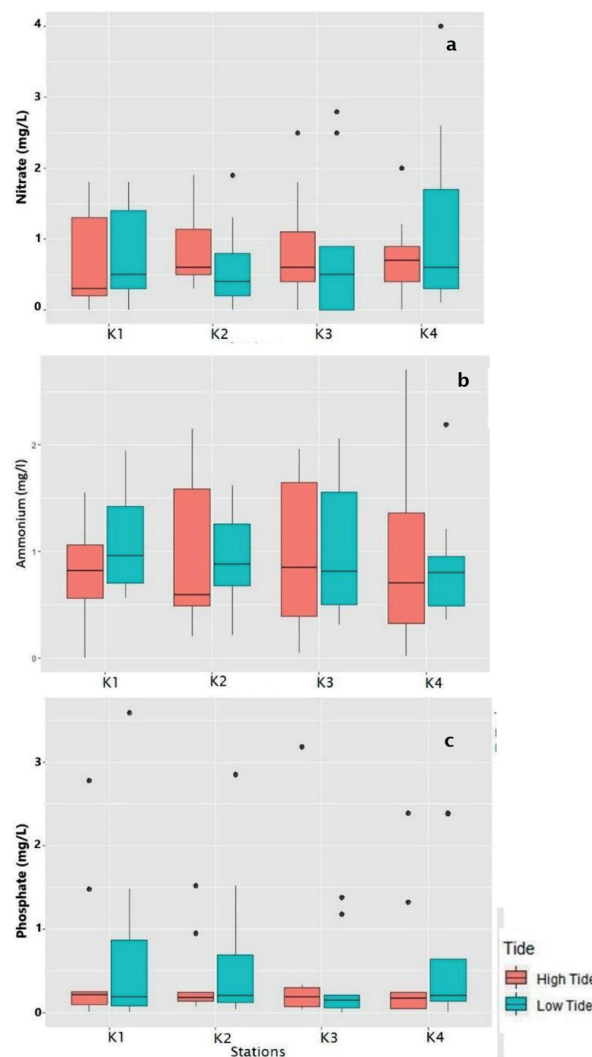 a
4
3
2
1
0
Nitrate (mg/L)
K1 K2 K3 K4
b
2
1
0
Ammonium (mg/l)
K1 K2 K3 K4
c
3
2
1
0
Phosphate (mg/L)
K1 K2 K3 K4
Stations
Tide
High Tide
Low Tide